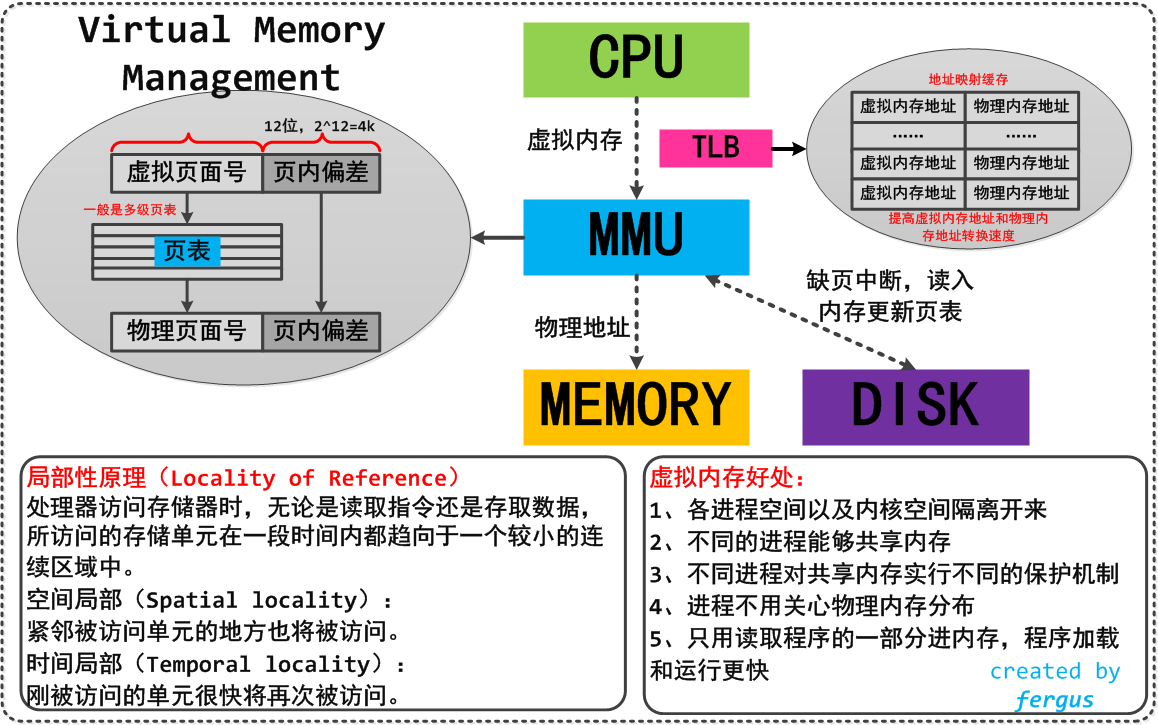 Virtual Memory
Management
12位，2^12=4k
虚拟页面号
页内偏差
一般是多级页表
页表
物理页面号
页内偏差
CPU
虚拟内存
TLB
MMU
物理地址
MEMORY
DISK
缺页中断，读入
内存更新页表
地址映射缓存
虚拟内存地址 物理内存地址
…… ……
虚拟内存地址 物理内存地址
虚拟内存地址 物理内存地址
提高虚拟内存地址和物理内
存地址转换速度
局部性原理（Locality of Reference）
处理器访问存储器时，无论是读取指令还是存取数据，
所访问的存储单元在一段时间内都趋向于一个较小的连
续区域中。
空间局部（Spatial locality）：
紧邻被访问单元的地方也将被访问。
时间局部（Temporal locality）：
刚被访问的单元很快将再次被访问。
虚拟内存好处：
1、各进程空间以及内核空间隔离开来
2、不同的进程能够共享内存
3、不同进程对共享内存实行不同的保护机制
4、进程不用关心物理内存分布
5、只用读取程序的一部分进内存，程序加载
和运行更快
created by
fergus